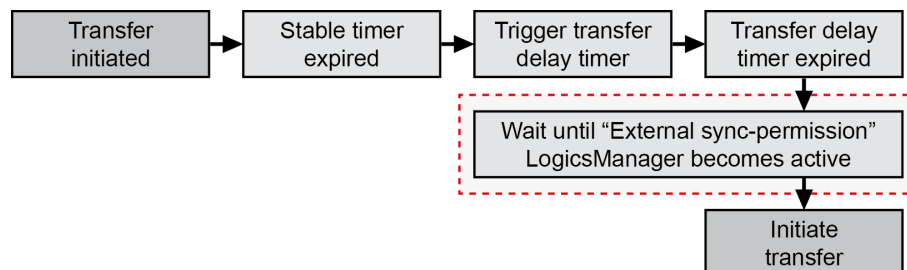 Transfer
initiated
Stable timer
expired
Trigger transfer
delay timer
Transfer delay
timer expired
Wait until “External sync-permission”
LogicsManager becomes active
Initiate
transfer